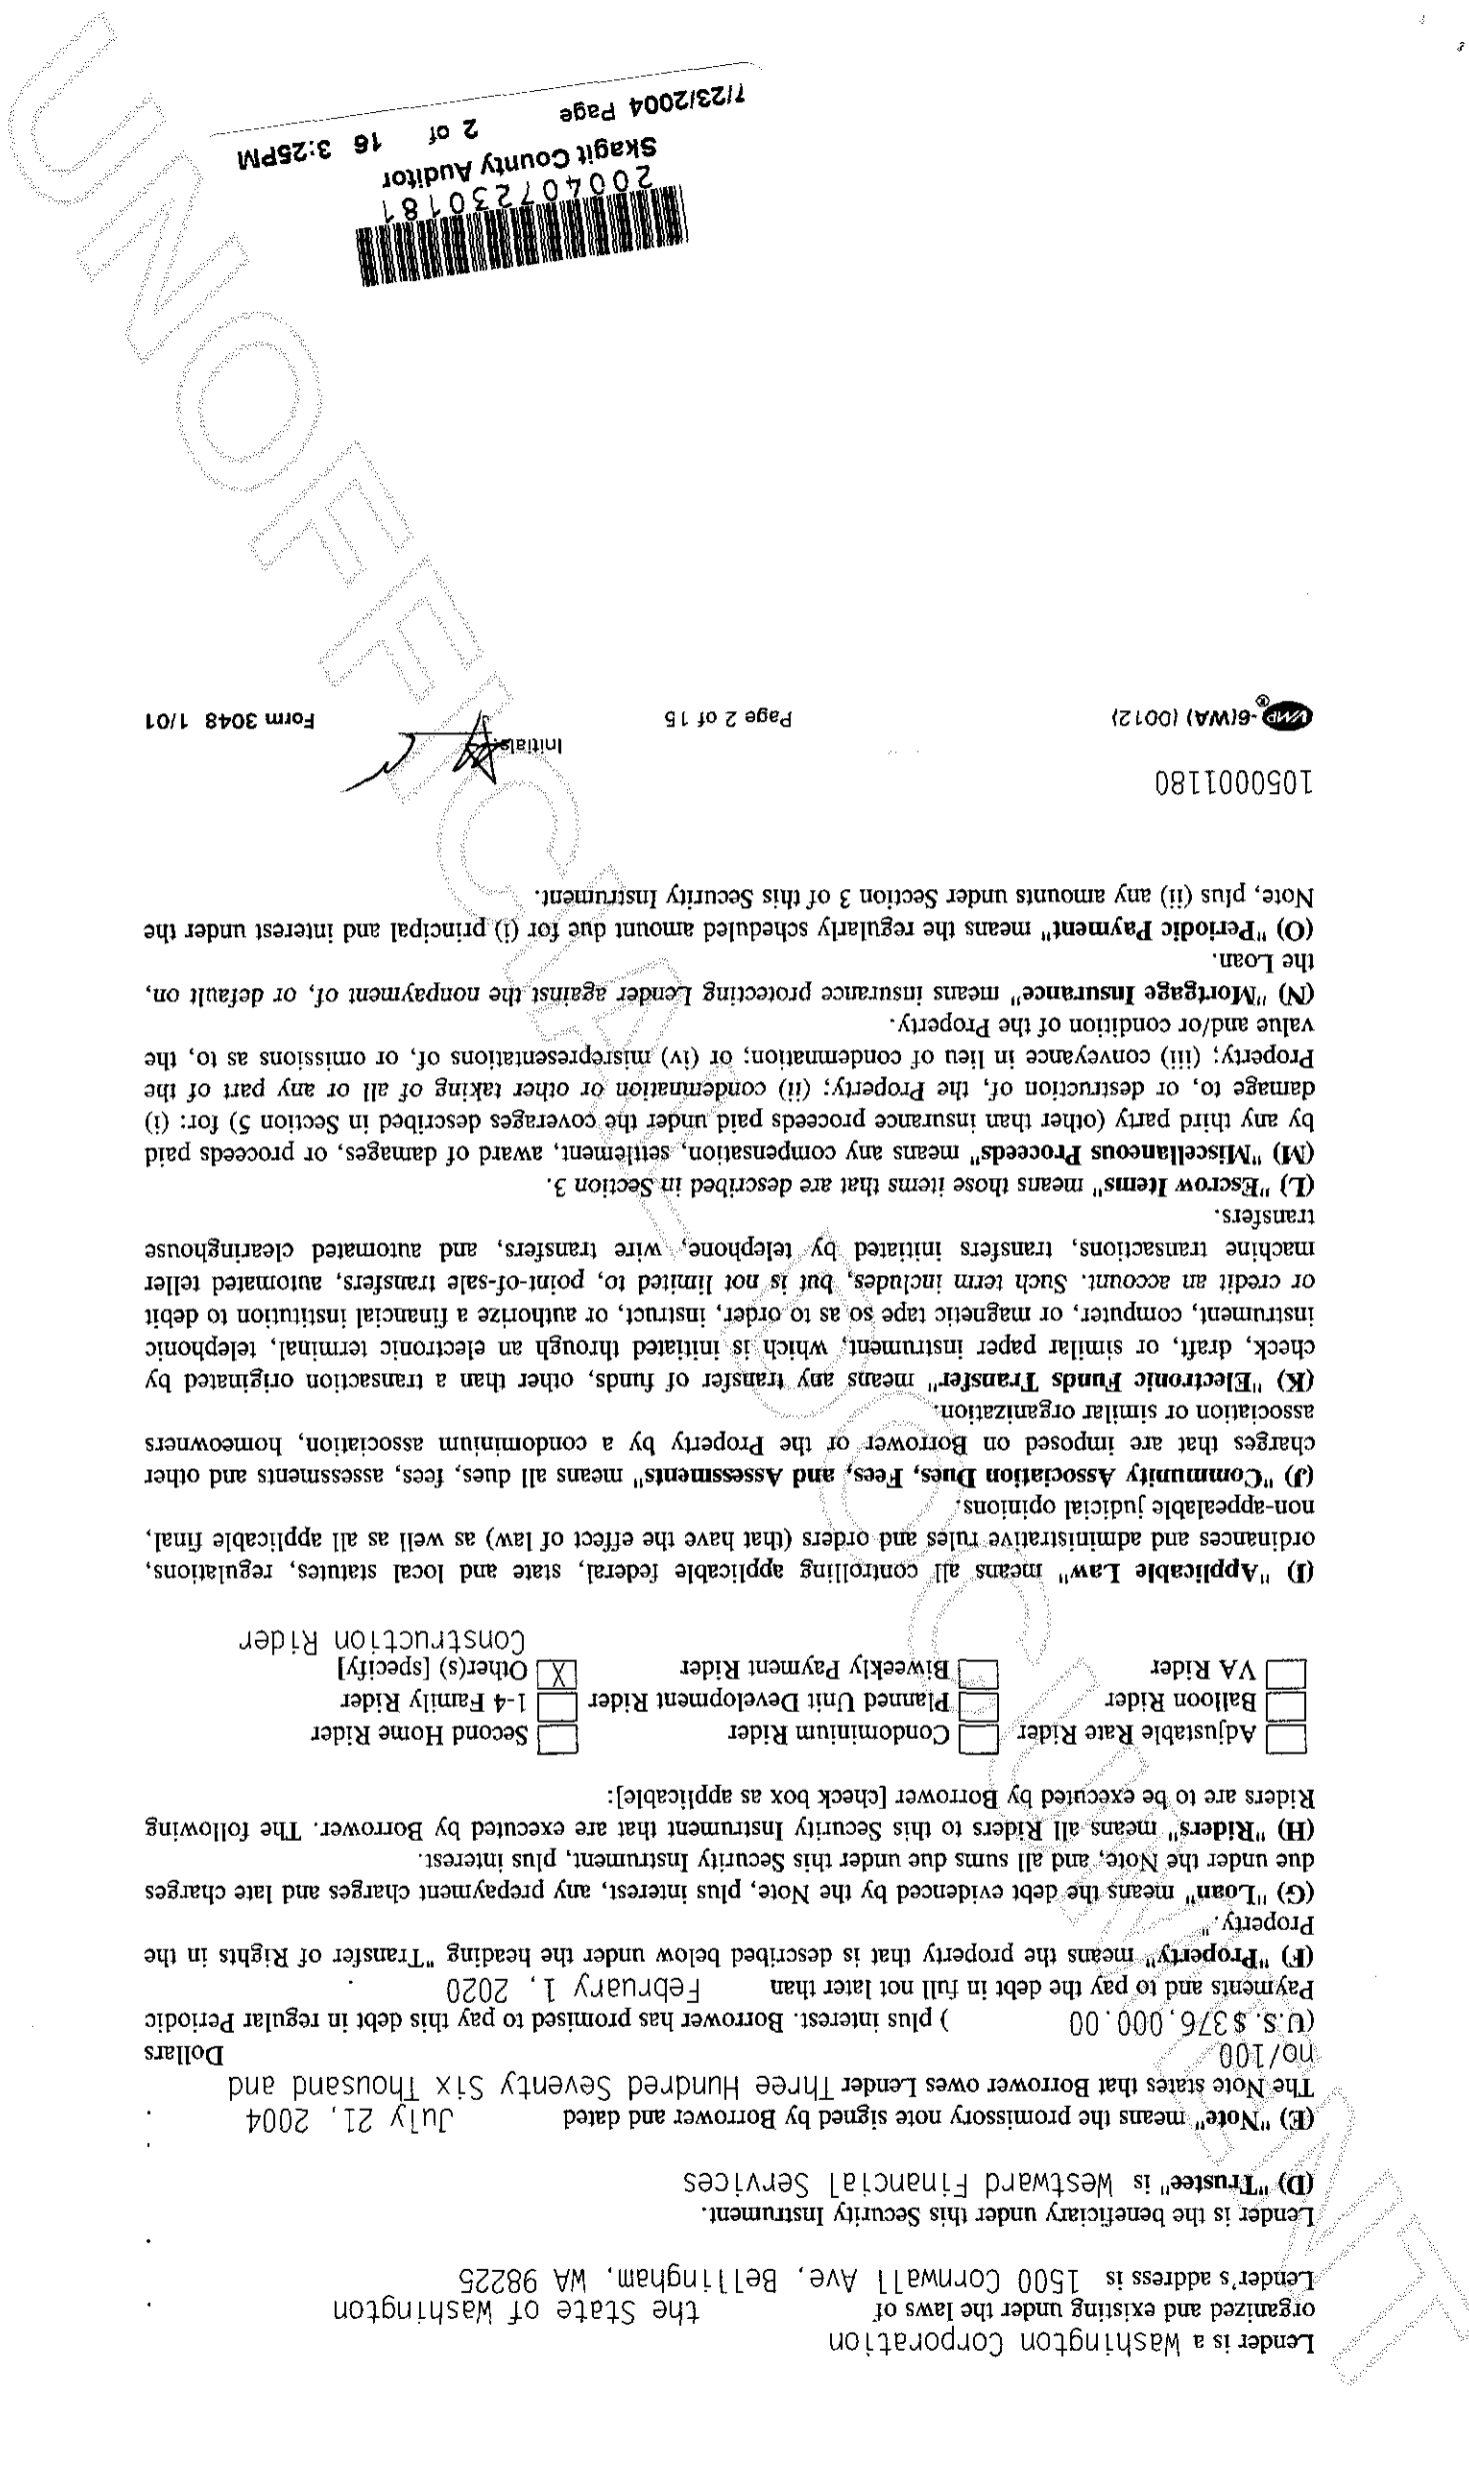 Lender is a Washington Corporation
organized and existing under the laws of the State of Washington .
Lender's address is 1500 Cornwall Ave, Bellingham, WA 98225
.
Lender is the beneficiary under this Security Instrument.
(D) "Trustee" is Westward Financial Services
.
(E) "Note" means the promissory note signed by Borrower and dated July 21, 2004 .
The Note states that Borrower owes Lender Three Hundred Seventy Six Thousand and
no/100 Dollars
(U.S. $376,000.00 ) plus interest. Borrower has promised to pay this debt in regular Periodic
Payments and to pay the debt in full not later than February 1, 2020 .
(F) "Property" means the property that is described below under the heading "Transfer of Rights in the
Property."
(G) "Loan" means the debt evidenced by the Note, plus interest, any prepayment charges and late charges
due under the Note, and all sums due under this Security Instrument, plus interest.
(H) "Riders" means all Riders to this Security Instrument that are executed by Borrower. The following
Riders are to be executed by Borrower [check box as applicable]:
Adjustable Rate Rider Condominium Rider Second Home Rider
Balloon Rider Planned Unit Development Rider 1-4 Family Rider
VA Rider Biweekly Payment Rider X Other(s) [specify]
Construction Rider
(I) "Applicable Law" means all controlling applicable federal, state and local statutes, regulations,
ordinances and administrative rules and orders (that have the effect of law) as well as all applicable final,
non-appealable judicial opinions.
(J) "Community Association Dues, Fees, and Assessments" means all dues, fees, assessments and other
charges that are imposed on Borrower or the Property by a condominium association, homeowners
association or similar organization.
(K) "Electronic Funds Transfer" means any transfer of funds, other than a transaction originated by
check, draft, or similar paper instrument, which is initiated through an electronic terminal, telephonic
instrument, computer, or magnetic tape so as to order, instruct, or authorize a financial institution to debit
or credit an account. Such term includes, but is not limited to, point-of-sale transfers, automated teller
machine transactions, transfers initiated by telephone, wire transfers, and automated clearinghouse
transfers.
(L) "Escrow Items" means those items that are described in Section 3.
(M) "Miscellaneous Proceeds" means any compensation, settlement, award of damages, or proceeds paid
by any third party (other than insurance proceeds paid under the coverages described in Section 5) for: (i)
damage to, or destruction of, the Property; (ii) condemnation or other taking of all or any part of the
Property; (iii) conveyance in lieu of condemnation; or (iv) misrepresentations of, or omissions as to, the
value and/or condition of the Property.
(N) "Mortgage Insurance" means insurance protecting Lender against the nonpayment of, or default on,
the Loan.
(O) "Periodic Payment" means the regularly scheduled amount due for (i) principal and interest under the
Note, plus (ii) any amounts under Section 3 of this Security Instrument.
1050001180
Initials:
VMP®-6(WA) (0012) Page 2 of 15 Form 3048 1/01
200407230181
Skagit County Auditor
7/23/2004 Page 2 of 16 3:25PM
UNOFFICIAL DOCUMENT